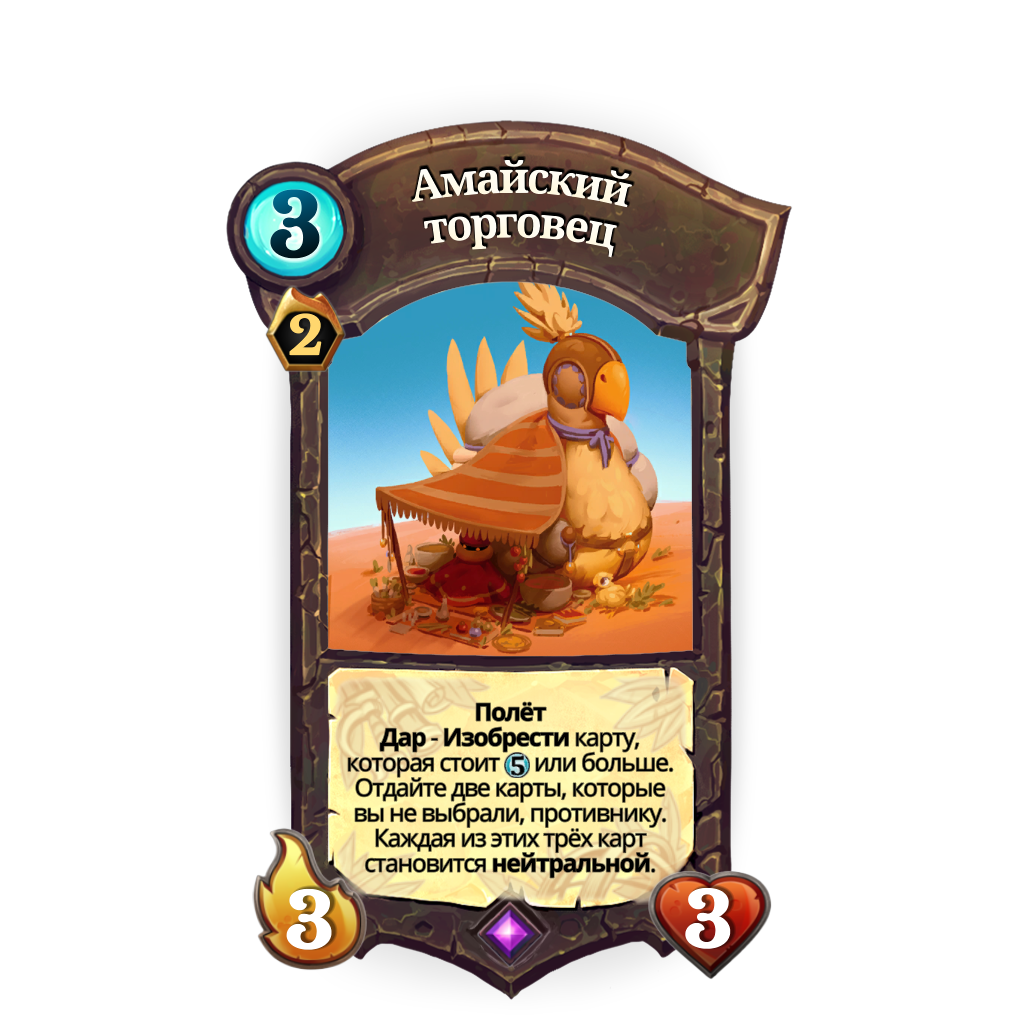 Амайский
торговец
3
2
Полёт
Дар - Изобрести карту,
которая стоит 5 или больше.
Отдайте две карты, которые
вы не выбрали, противнику.
Каждая из этих трёх карт
становится нейтральной.
3
3